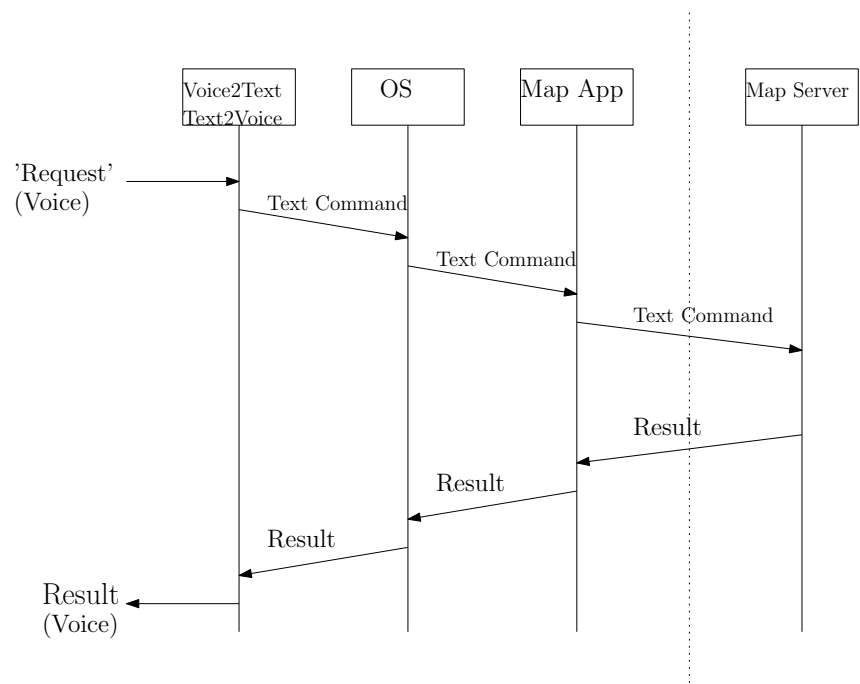 Voice2Text
Text2Voice
OS
Map App
Map Server
'Request'
(Voice)
Text Command
Text Command
Text Command
Result
Result
Result
Result
(Voice)